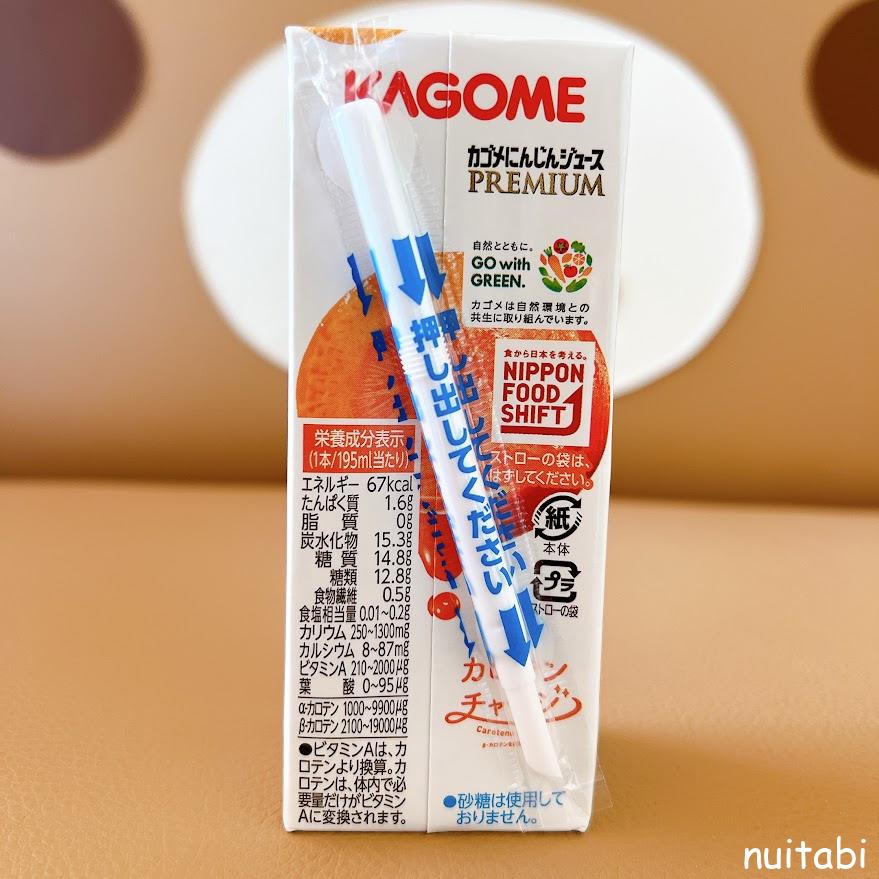 KAGOME
カゴメにんじんジュース
PREMIUM
自然とともに。
GO with
GREEN.
カゴメは自然環境との
共生に取り組んでいます。
食から日本を考える。
NIPPON
FOOD
SHIFT
押し出してください
ストローの袋は、
はずしてください。
紙
本体
プラ
ストローの袋
栄養成分表示
(1本/195ml当たり)
エネルギー 67kcal
たんぱく質 1.6g
脂質 0g
炭水化物 15.3g
糖質 14.8g
糖類 12.8g
食物繊維 0.5g
食塩相当量 0.01~0.2g
カリウム 250~1300mg
カルシウム 8~87mg
ビタミンA 210~2000μg
葉酸 0~95μg
α-カロテン 1000~9900μg
β-カロテン 2100~19000μg
●ビタミンAは、カ
ロテンより換算。カ
ロテンは、体内で必
要量だけがビタミン
Aに変換されます。
●砂糖は使用して
おりません。
nuitabi